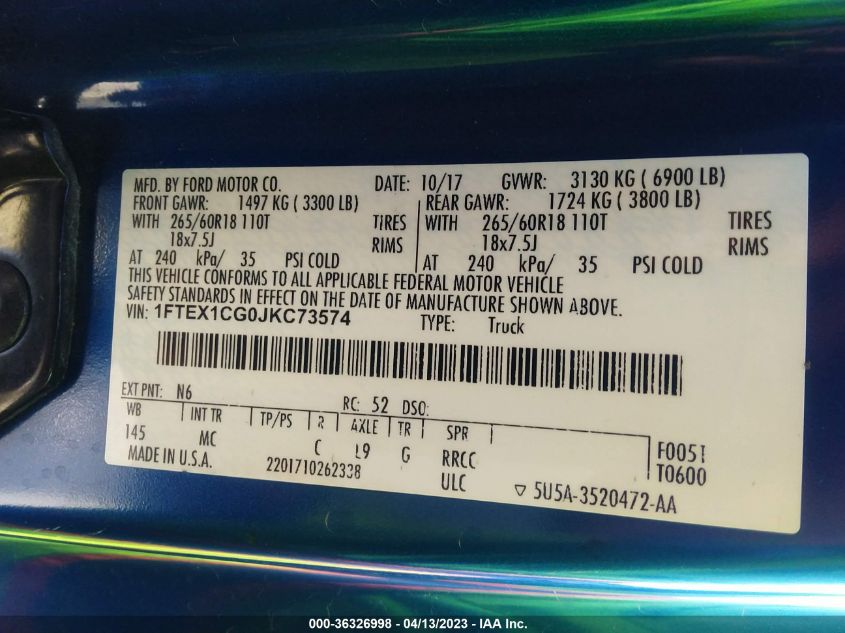 MFD. BY FORD MOTOR CO. DATE: 10/17 GVWR: 3130 KG ( 6900 LB)
FRONT GAWR: 1497 KG ( 3300 LB) REAR GAWR: 1724 KG ( 3800 LB)
WITH 265/60R18 110T TIRES WITH 265/60R18 110T TIRES
18x7.5J RIMS 18x7.5J RIMS
AT 240 kPa/ 35 PSI COLD AT 240 kPa/ 35 PSI COLD
THIS VEHICLE CONFORMS TO ALL APPLICABLE FEDERAL MOTOR VEHICLE
SAFETY STANDARDS IN EFFECT ON THE DATE OF MANUFACTURE SHOWN ABOVE.
VIN: 1FTEX1CG0JKC73574 TYPE: Truck
EXT PNT: N6 RC: 52 DSO:
WB INT TR TP/PS R AXLE TR SPR
145 MC C L9 G RRCC F0051
MADE IN U.S.A. 2201710262338 ULC T0600
5U5A-3520472-AA
000-36326998 - 04/13/2023 - IAA Inc.